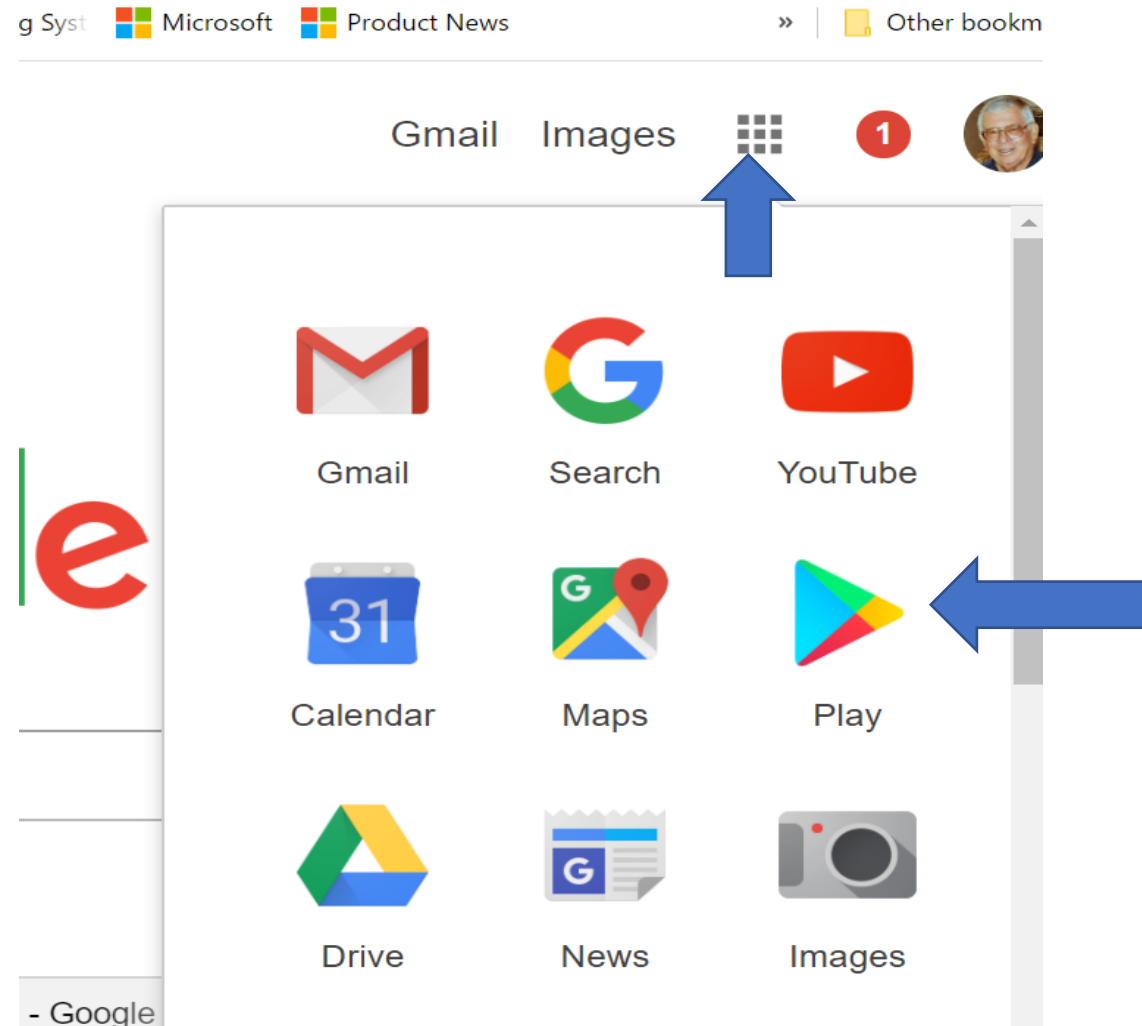 g Syst Microsoft Product News » Other bookm
Gmail Images 1
G
Gmail Search YouTube
le
31 G
Calendar Maps Play
G
Drive News Images
- Google